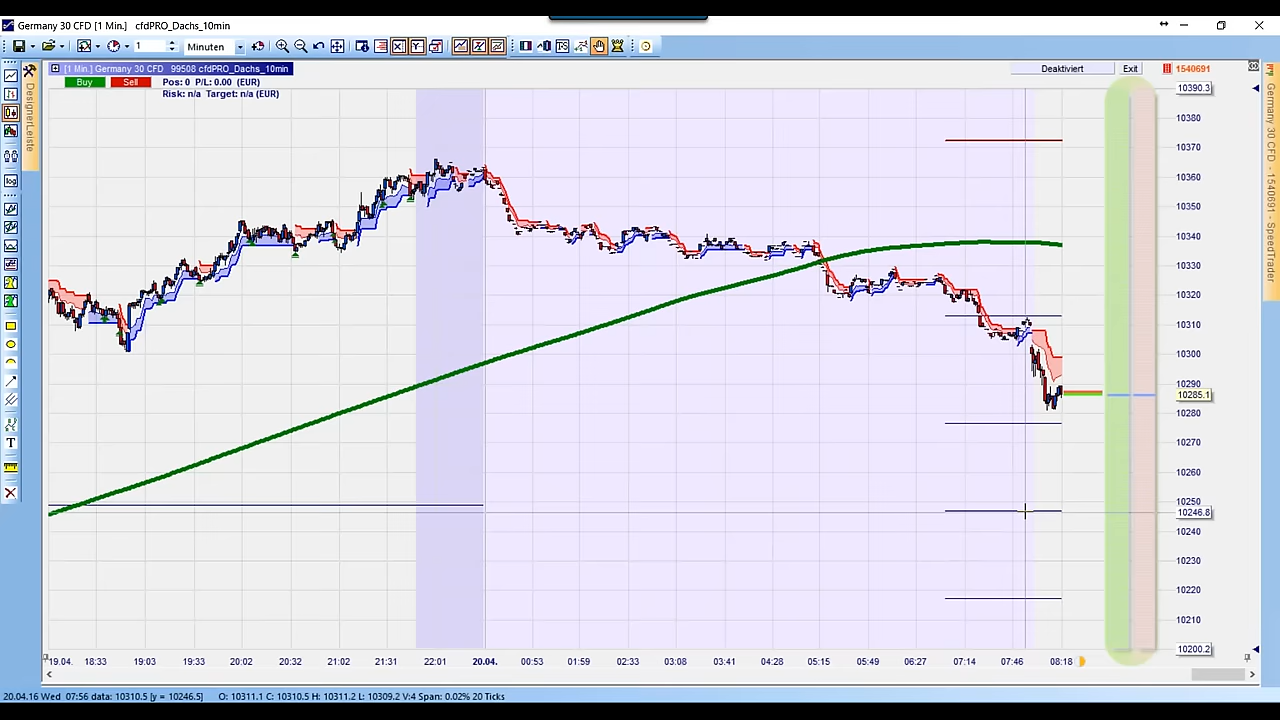 Germany 30 CFD [1 Min.] cfdPRO_Dachs_10min
1 Minuten
[1 Min.] Germany 30 CFD 99508 cfdPRO_Dachs_10min
Deaktiviert Exit 1540691
Buy Sell Pos: 0 P/L: 0.00 (EUR)
Risk: n/a Target: n/a (EUR)
DesignerLeiste
Germany 30 CFD - 1540691 - SpeedTrader
10390.3
10380
10370
10360
10350
10340
10330
10320
10310
10300
10290
10285.1
10280
10270
10260
10250
10246.8
10240
10230
10220
10210
10200.2
19.04. 18:33 19:03 19:33 20:02 20:32 21:02 21:31 22:01 20.04. 00:53 01:59 02:33 03:08 03:41 04:28 05:15 05:49 06:27 07:14 07:46 08:18
20.04.16 Wed 07:56 data: 10310.5 [y = 10246.5] O: 10311.1 C: 10310.5 H: 10311.2 L: 10309.2 V:4 Span: 0.02% 20 Ticks